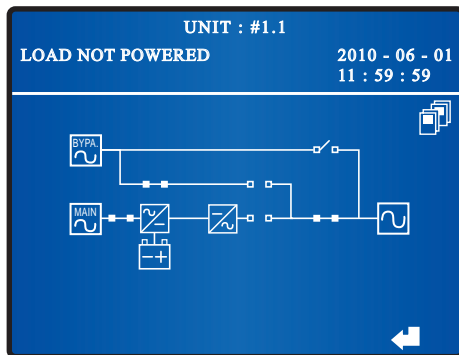 UNIT : #1.1
LOAD NOT POWERED
2010 - 06 - 01
11 : 59 : 59
BYPA.
MAIN